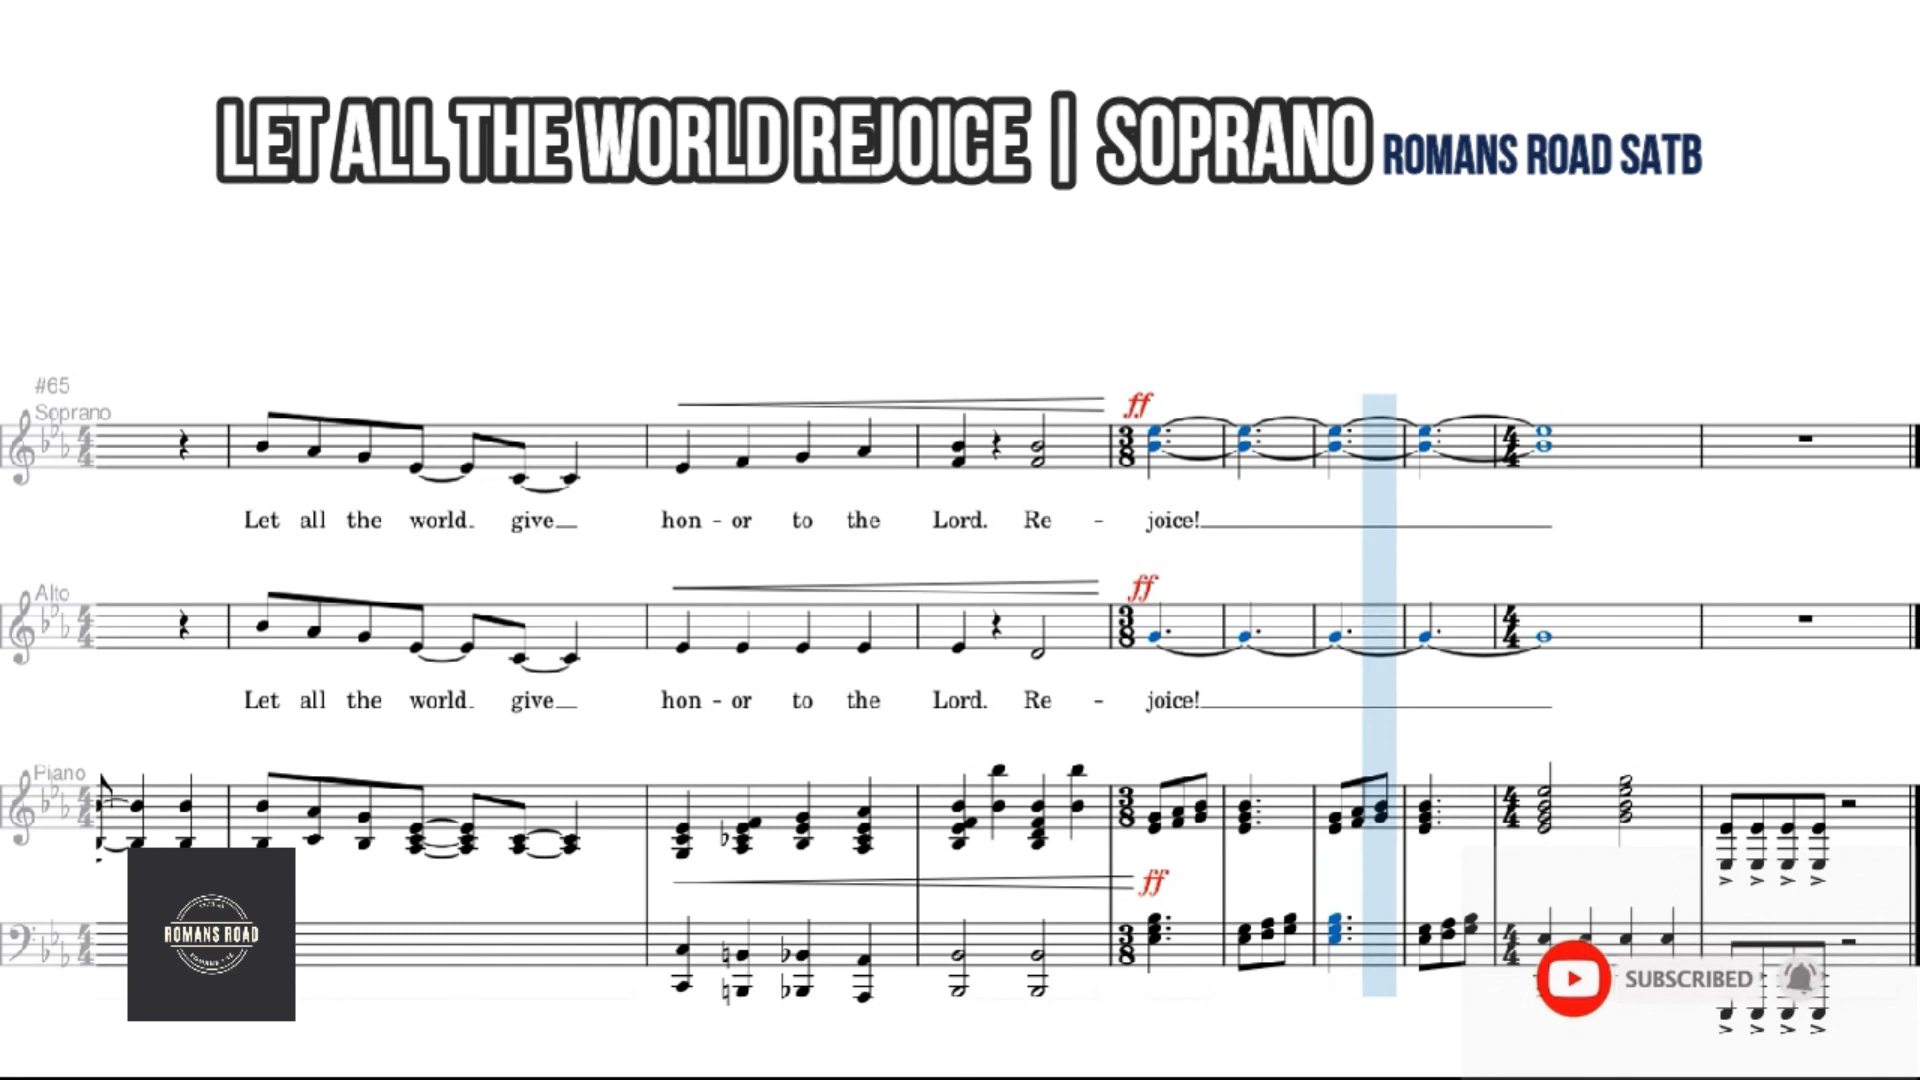 LET ALL THE WORLD REJOICE | SOPRANO ROMANS ROAD SATB
#65
Soprano
ff
Let all the world give hon - or to the Lord. Re - joice!
Alto
ff
Let all the world give hon - or to the Lord. Re - joice!
Piano
ff
ROMANS ROAD
SUBSCRIBED